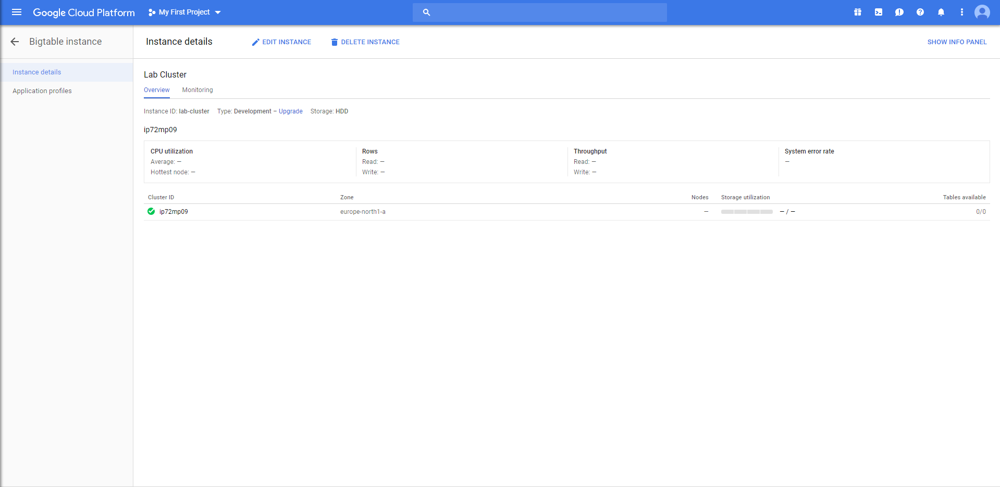 Google Cloud Platform My First Project
Bigtable instance
Instance details EDIT INSTANCE DELETE INSTANCE SHOW INFO PANEL
Instance details
Application profiles
Lab Cluster
Overview Monitoring
Instance ID: lab-cluster Type: Development – Upgrade Storage: HDD
ip72mp09
CPU utilization Rows Throughput System error rate
Average: — Read: — Read: — —
Hottest node: — Write: — Write: —
Cluster ID Zone Nodes Storage utilization Tables available
ip72mp09 europe-north1-a — — / — 0/0